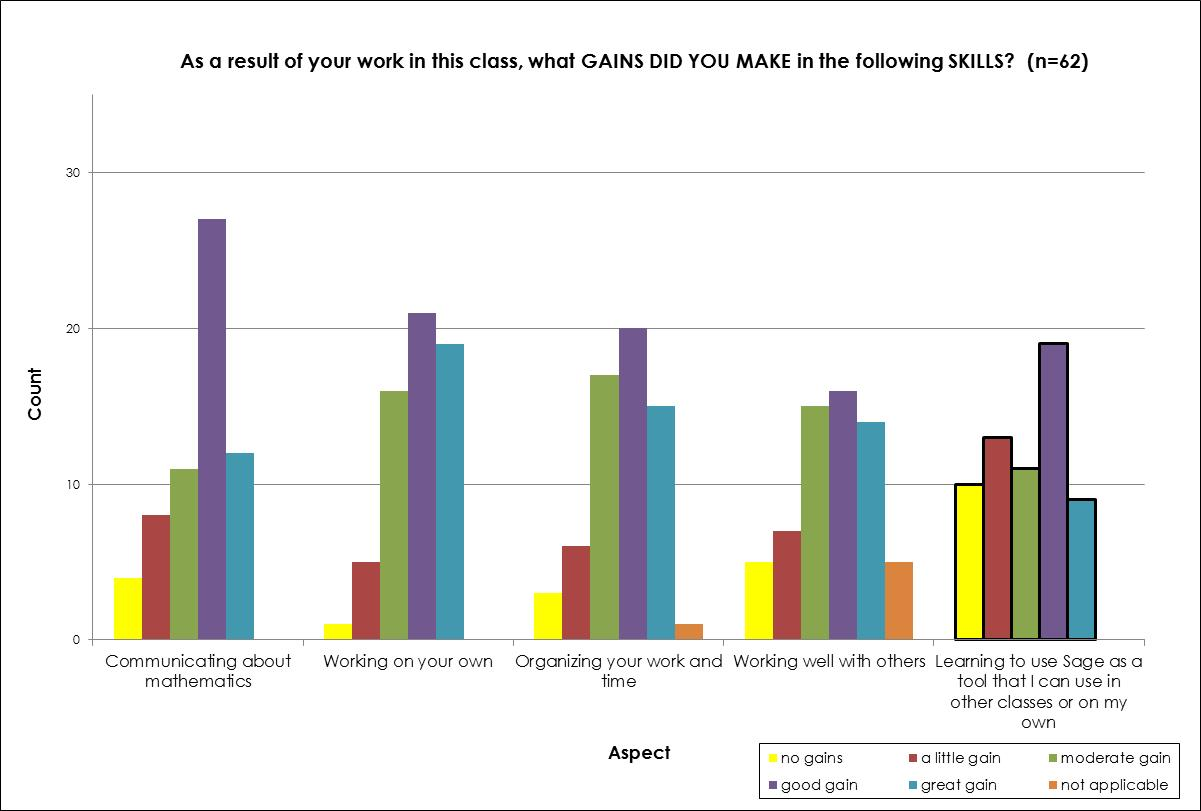 As a result of your work in this class, what GAINS DID YOU MAKE in the following SKILLS?  (n=62)
30
20
10
0
Count
Communicating about
mathematics
Working on your own
Organizing your work and
time
Working well with others
Learning to use Sage as a
tool that I can use in
other classes or on my
own
Aspect
no gains
a little gain
moderate gain
good gain
great gain
not applicable